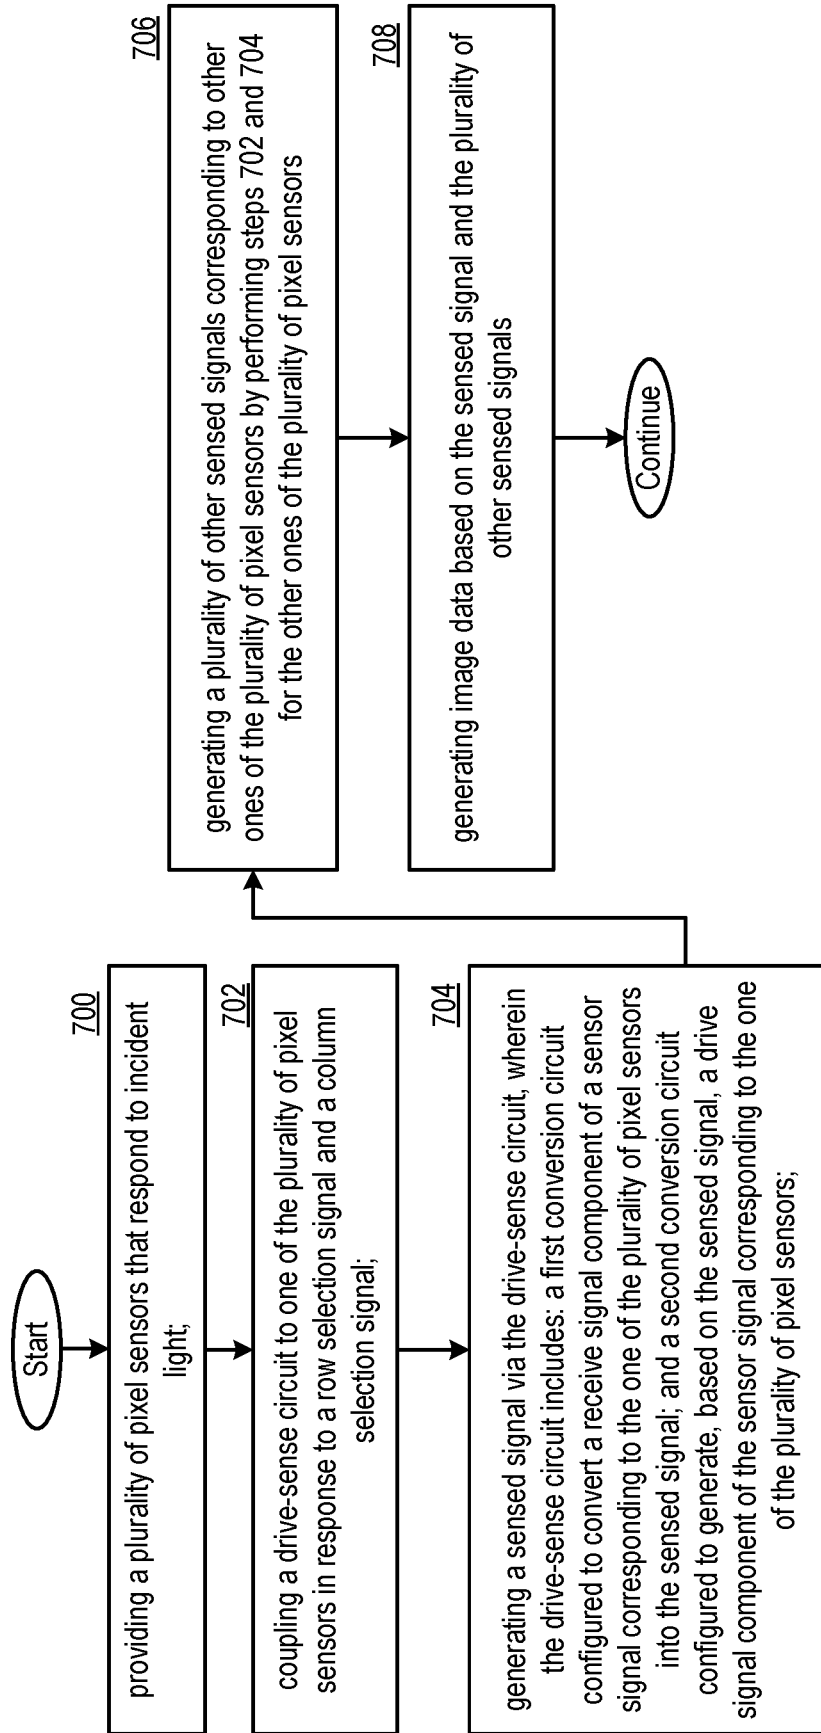 Start
700
providing a plurality of pixel sensors that respond to incident
light;
702
coupling a drive-sense circuit to one of the plurality of pixel
sensors in response to a row selection signal and a column
selection signal;
704
generating a sensed signal via the drive-sense circuit, wherein
the drive-sense circuit includes: a first conversion circuit
configured to convert a receive signal component of a sensor
signal corresponding to the one of the plurality of pixel sensors
into the sensed signal; and a second conversion circuit
configured to generate, based on the sensed signal, a drive
signal component of the sensor signal corresponding to the one
of the plurality of pixel sensors;
706
generating a plurality of other sensed signals corresponding to other
ones of the plurality of pixel sensors by performing steps 702 and 704
for the other ones of the plurality of pixel sensors
708
generating image data based on the sensed signal and the plurality of
other sensed signals
Continue